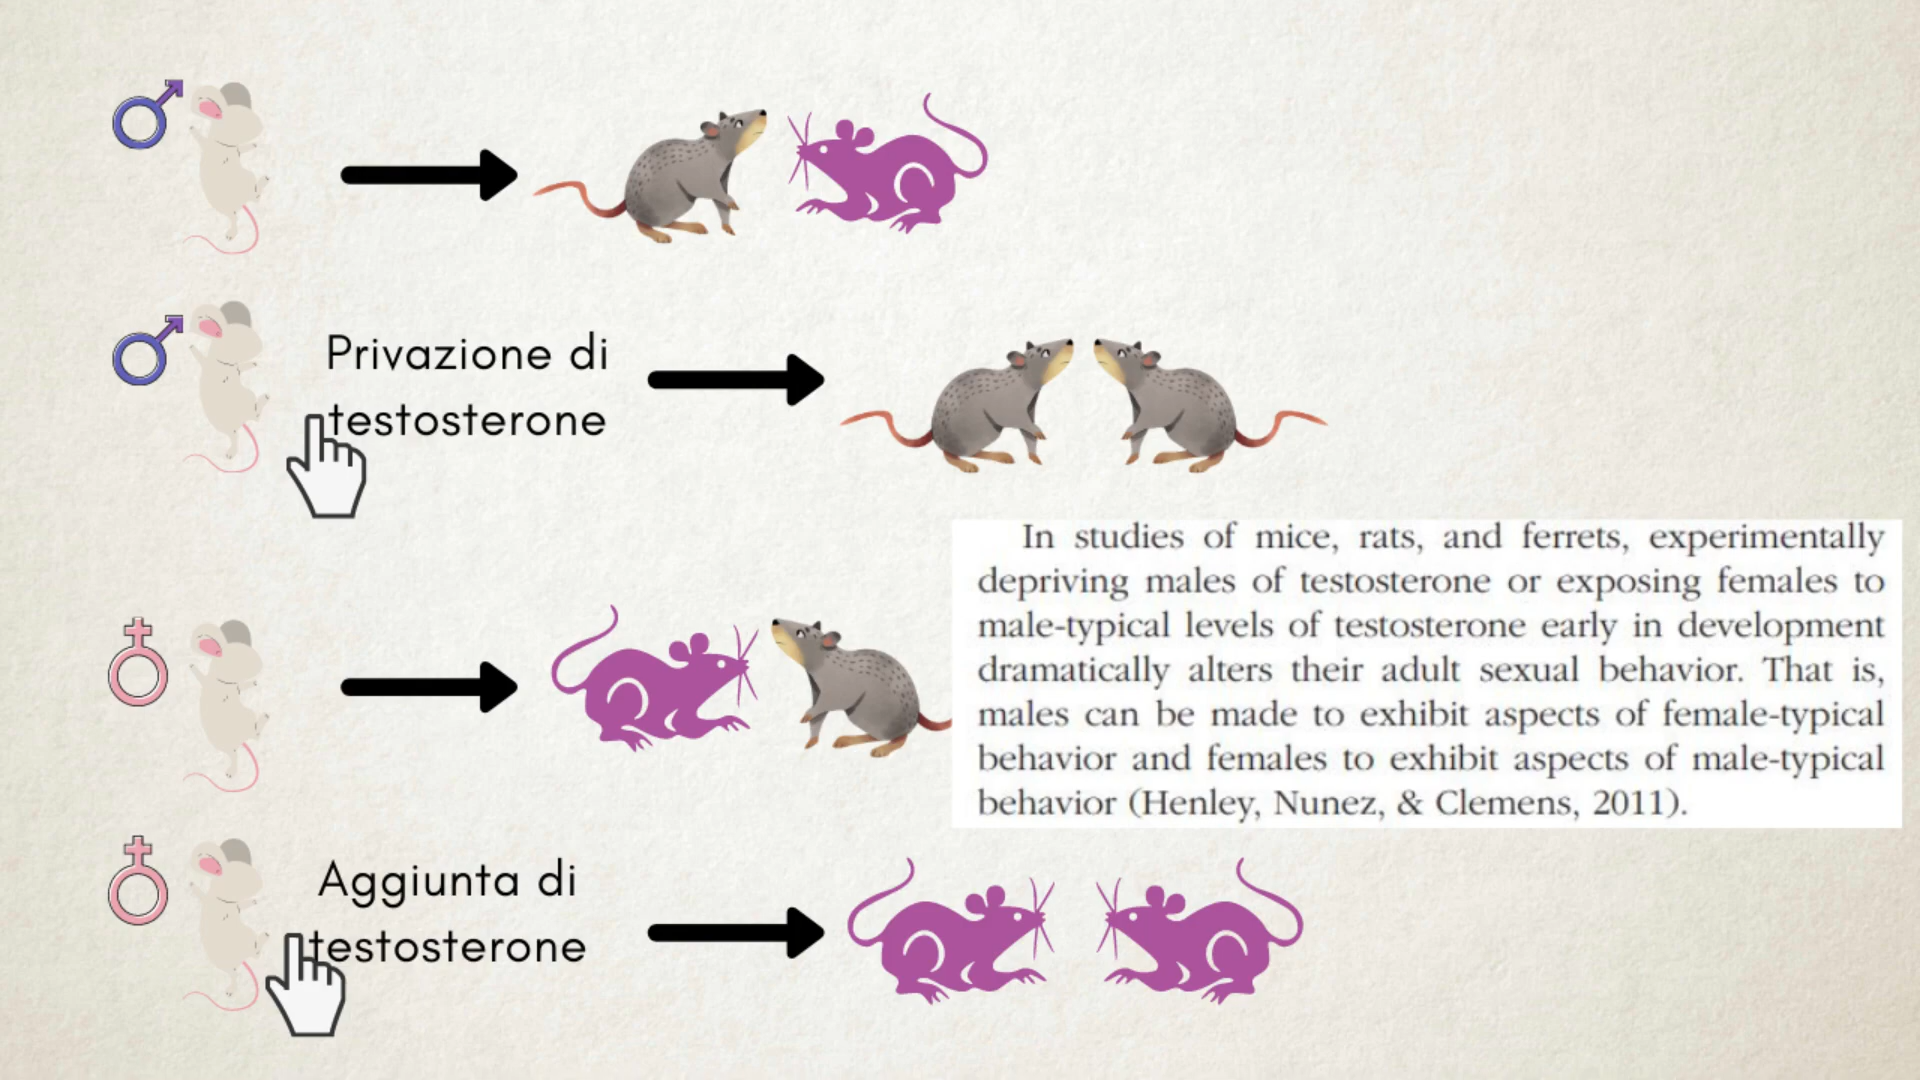 Privazione di
testosterone
In studies of mice, rats, and ferrets, experimentally
depriving males of testosterone or exposing females to
male-typical levels of testosterone early in development
dramatically alters their adult sexual behavior. That is,
males can be made to exhibit aspects of female-typical
behavior and females to exhibit aspects of male-typical
behavior (Henley, Nunez, & Clemens, 2011).
Aggiunta di
testosterone